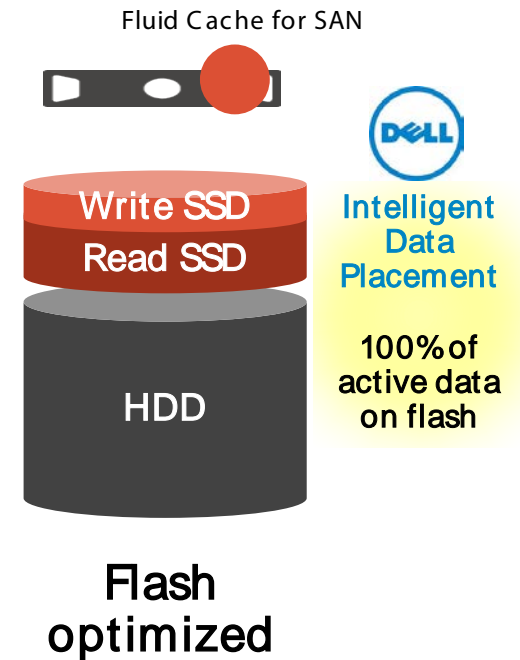 Fluid Cache for SAN
DELL
Write SSD
Read SSD
HDD
Intelligent
Data
Placement
100% of
active data
on flash
Flash
optimized